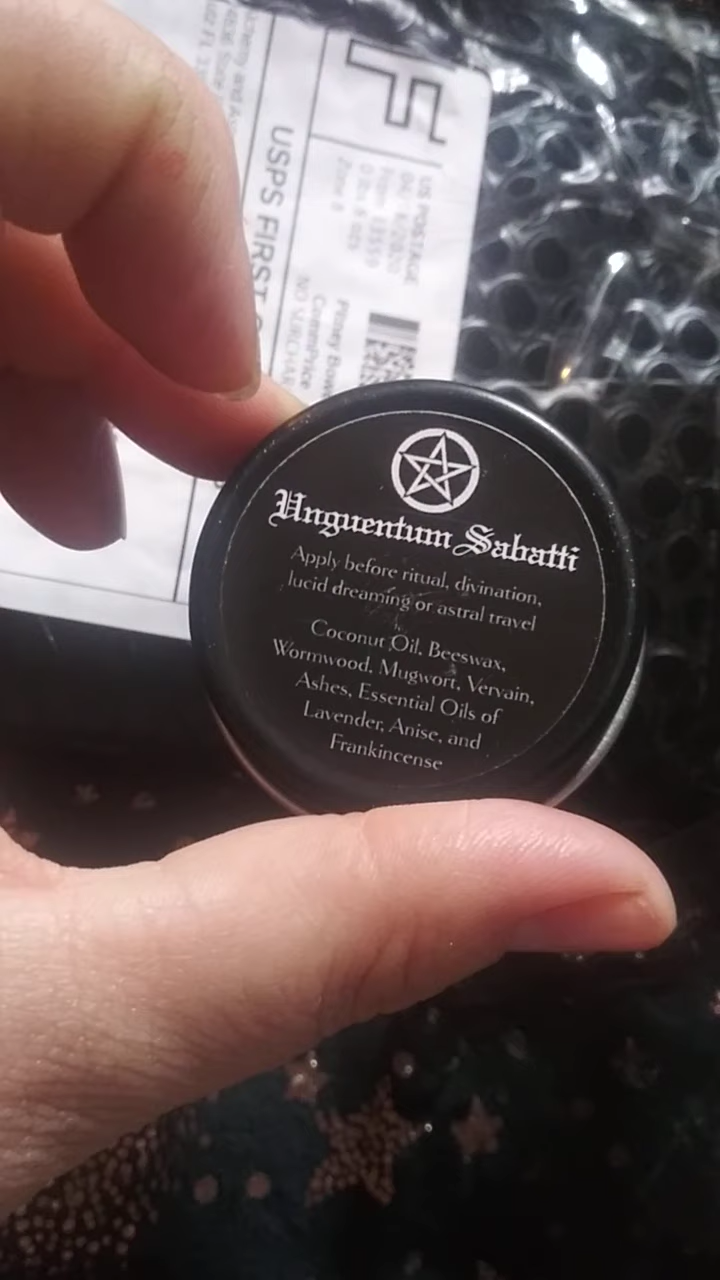 Unguentum Sabatti
Apply before ritual, divination,
lucid dreaming or astral travel
Coconut Oil, Beeswax,
Wormwood, Mugwort, Vervain,
Ashes, Essential Oils of
Lavender, Anise, and
Frankincense
F
US POSTAGE
USPS FIRST